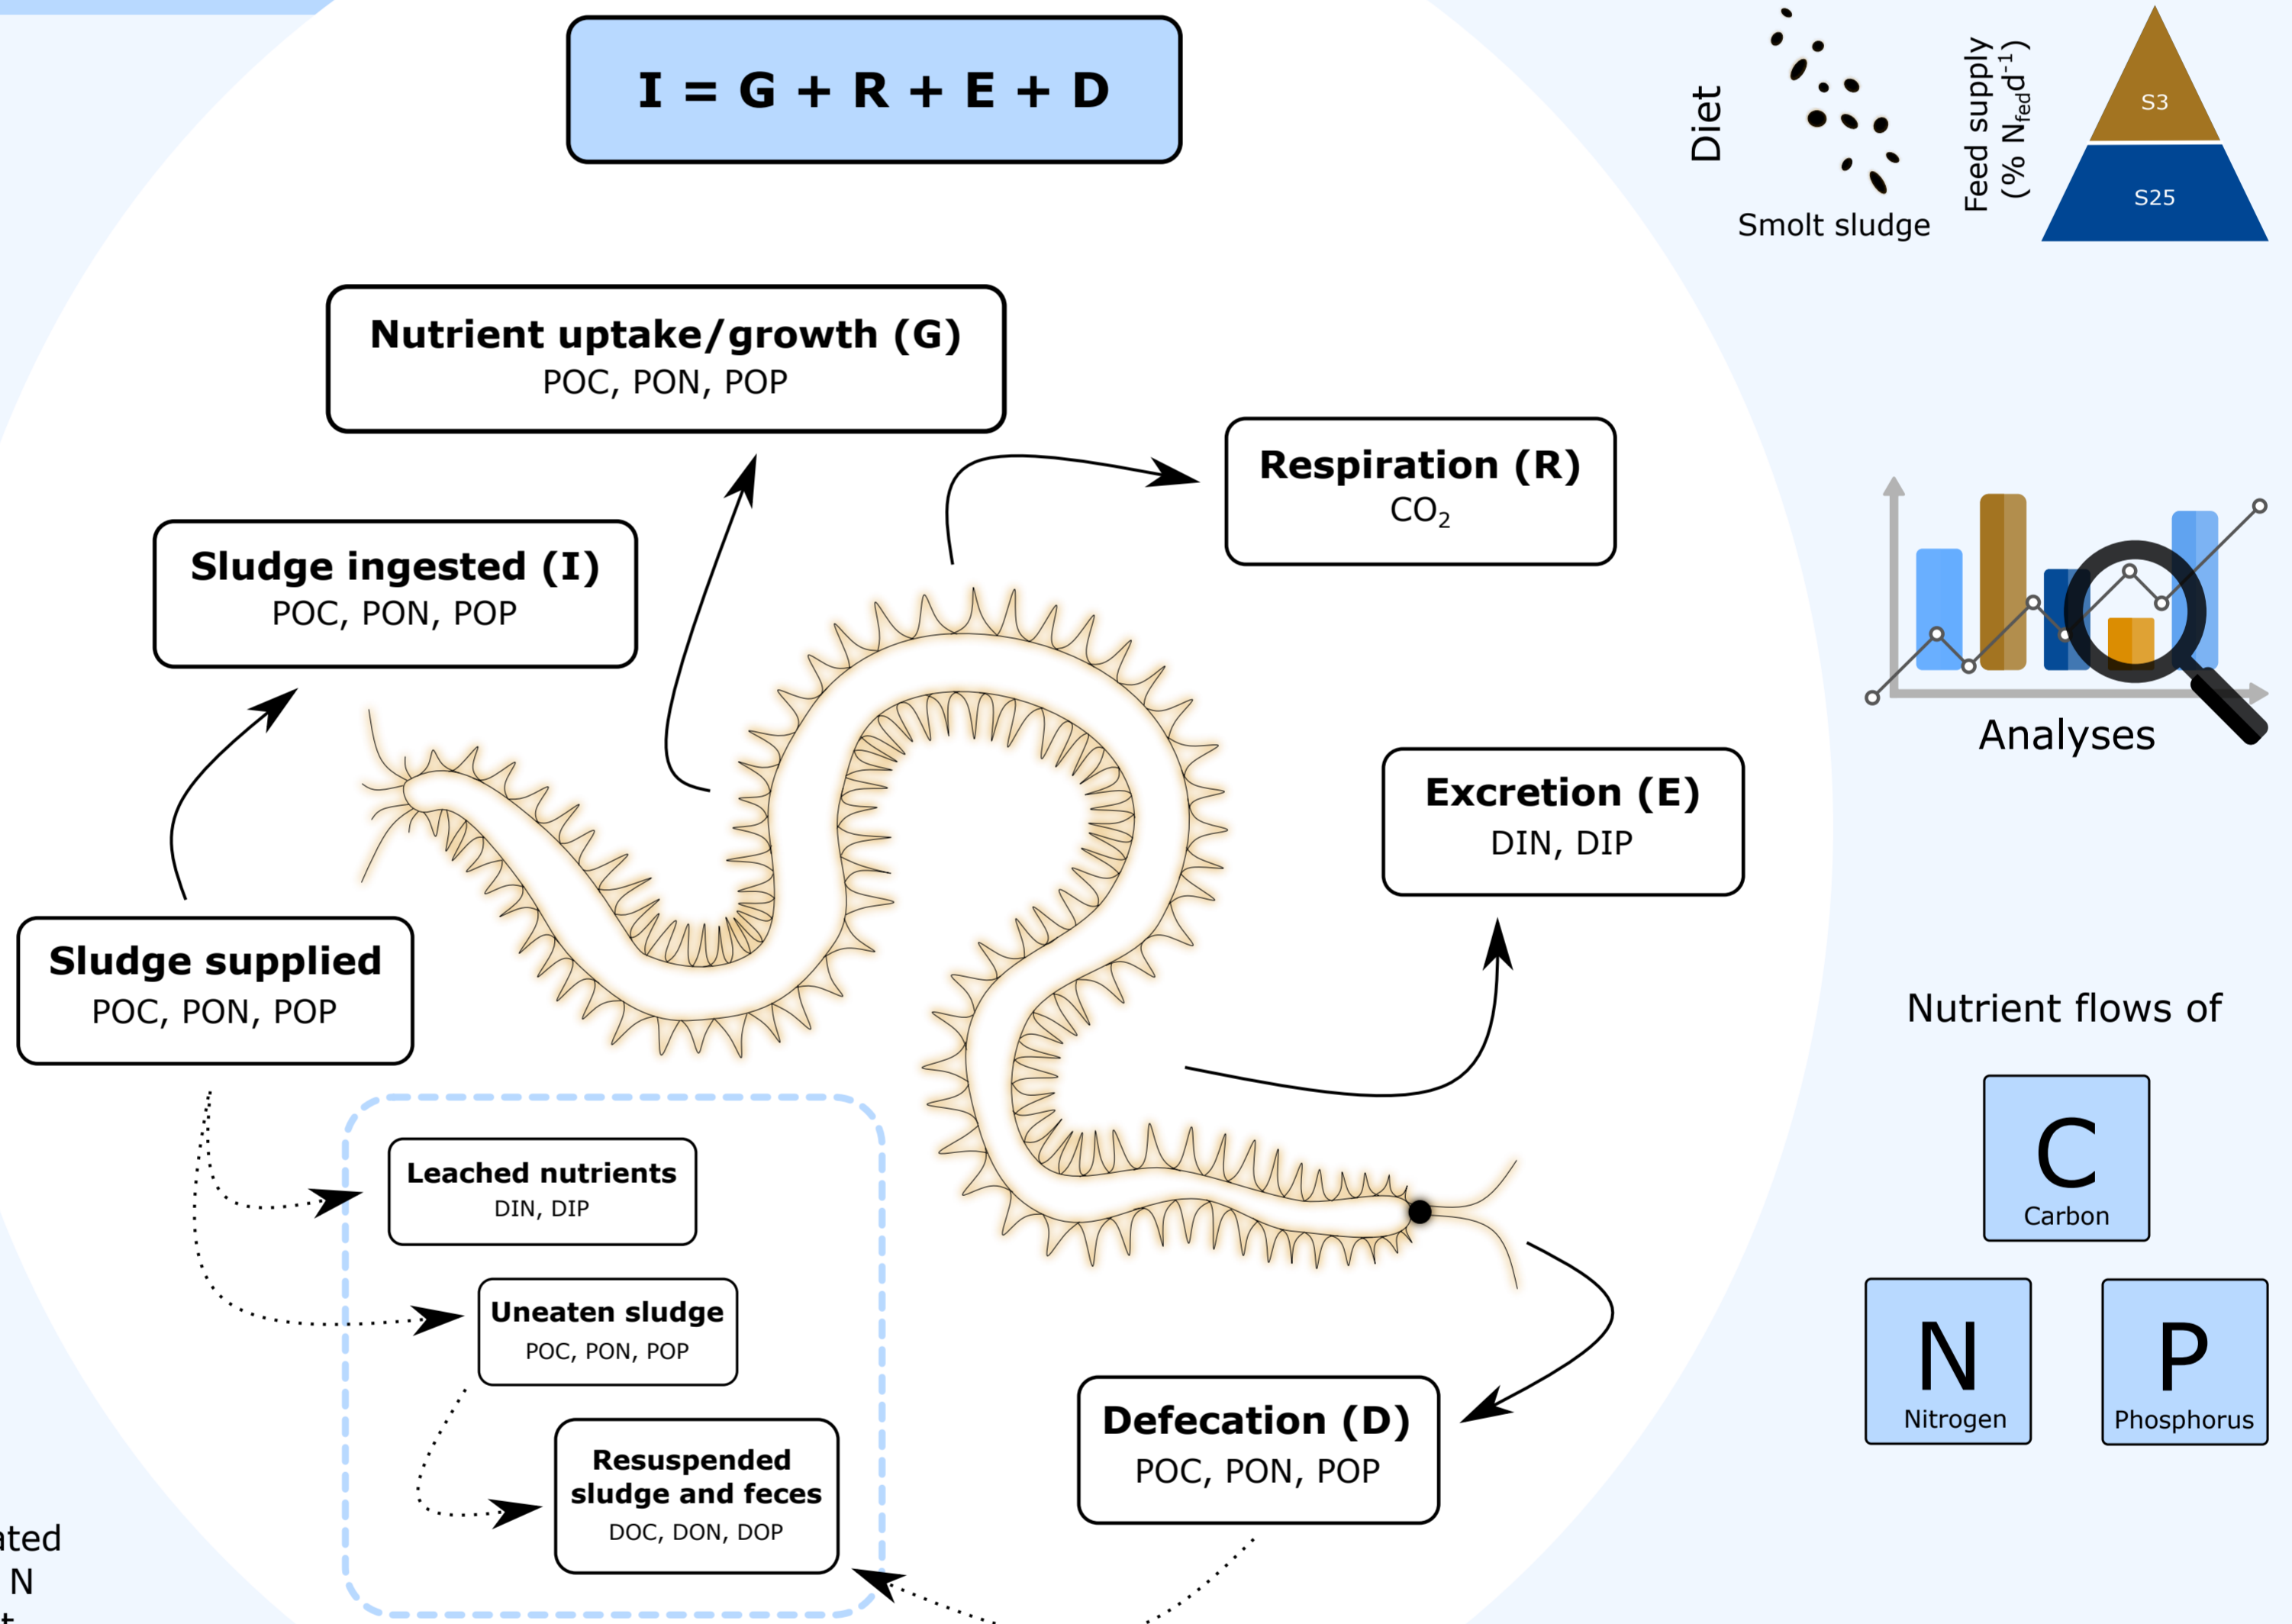 I = G + R + E + D
Diet
Smolt sludge
Feed supply
(% N_fed d⁻¹)
S3
S25
Nutrient uptake/growth (G)
POC, PON, POP
Respiration (R)
CO₂
Sludge ingested (I)
POC, PON, POP
Analyses
Excretion (E)
DIN, DIP
Sludge supplied
POC, PON, POP
Nutrient flows of
C
Carbon
N
Nitrogen
P
Phosphorus
Leached nutrients
DIN, DIP
Uneaten sludge
POC, PON, POP
Defecation (D)
POC, PON, POP
Resuspended
sludge and feces
DOC, DON, DOP
N